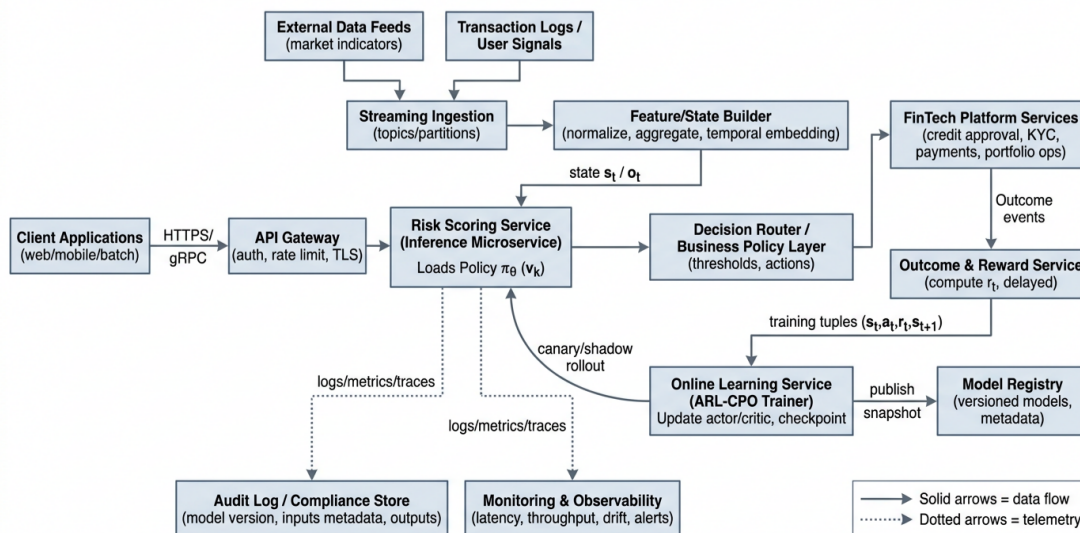 External Data Feeds
(market indicators)
Transaction Logs /
User Signals
Streaming Ingestion
(topics/partitions)
Feature/State Builder
(normalize, aggregate, temporal embedding)
FinTech Platform Services
(credit approval, KYC,
payments, portfolio ops)
state sₜ / oₜ
Outcome
events
Client Applications
(web/mobile/batch)
HTTPS/
gRPC
API Gateway
(auth, rate limit, TLS)
Risk Scoring Service
(Inference Microservice)
Loads Policy π_θ (vₖ)
Decision Router /
Business Policy Layer
(thresholds, actions)
Outcome & Reward Service
(compute rₜ, delayed)
training tuples (sₜ,aₜ,rₜ,sₜ₊₁)
canary/shadow
rollout
Online Learning Service
(ARL-CPO Trainer)
Update actor/critic, checkpoint
publish
snapshot
Model Registry
(versioned models,
metadata)
logs/metrics/traces
logs/metrics/traces
Audit Log / Compliance Store
(model version, inputs metadata, outputs)
Monitoring & Observability
(latency, throughput, drift, alerts)
Solid arrows = data flow
Dotted arrows = telemetry